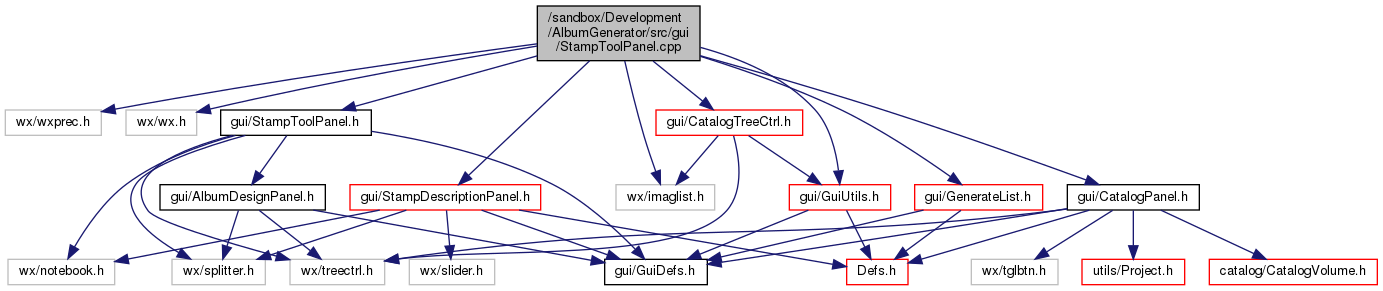 /sandbox/Development
/AlbumGenerator/src/gui
/StampToolPanel.cpp
wx/wxprec.h
wx/wx.h
gui/StampToolPanel.h
gui/CatalogTreeCtrl.h
gui/AlbumDesignPanel.h
gui/StampDescriptionPanel.h
wx/imaglist.h
gui/GuiUtils.h
gui/GenerateList.h
gui/CatalogPanel.h
wx/notebook.h
wx/splitter.h
wx/treectrl.h
wx/slider.h
gui/GuiDefs.h
Defs.h
wx/tglbtn.h
utils/Project.h
catalog/CatalogVolume.h